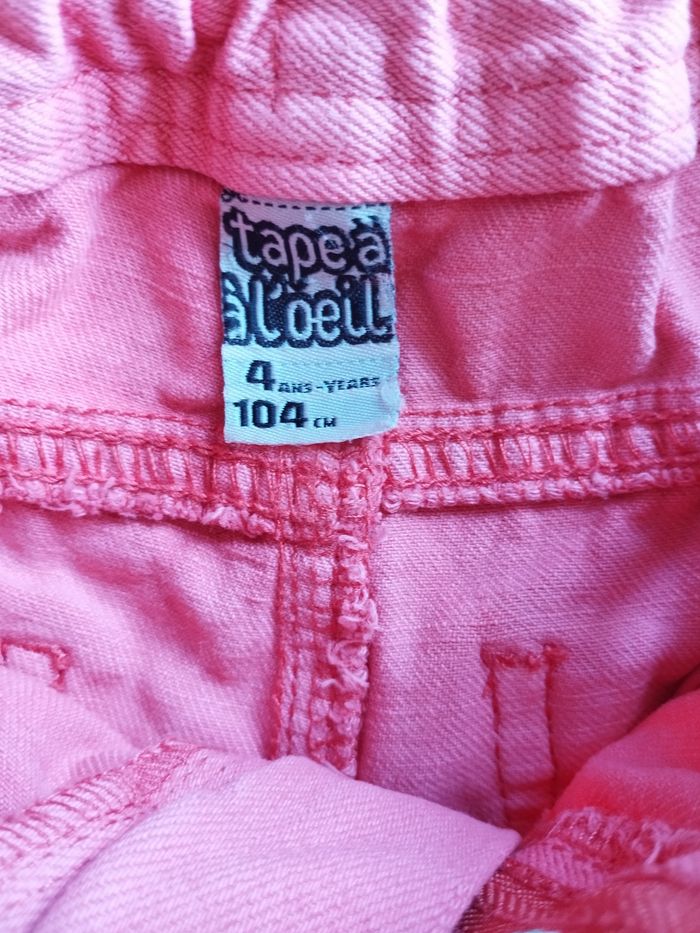 tape à
à l'oeil
4 ANS-YEARS
104 CM